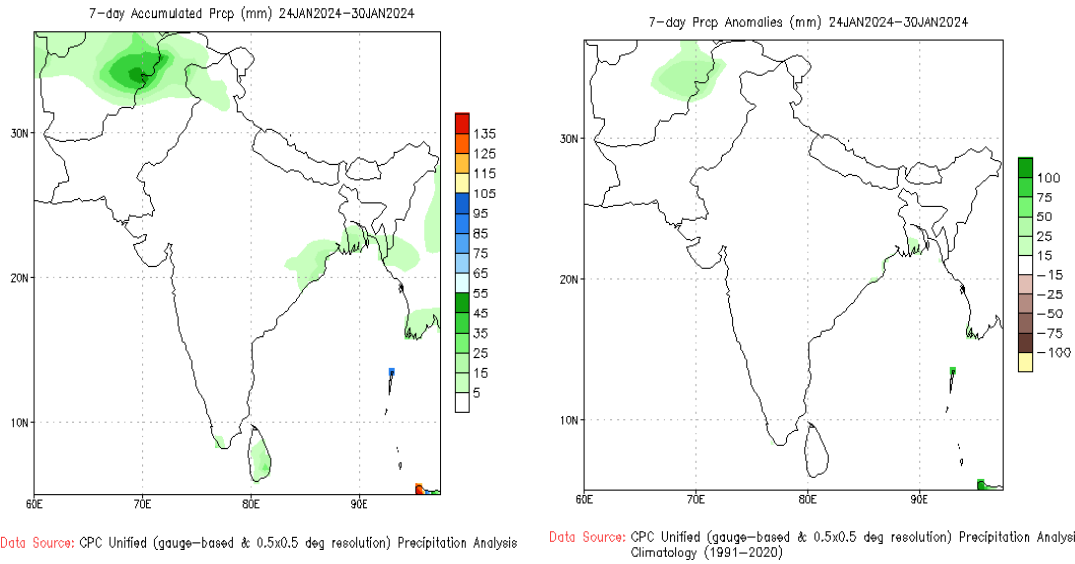 7-day Accumulated Prcp (mm) 24JAN2024-30JAN2024
30N
20N
10N
60E
70E
80E
90E
135
125
115
105
95
85
75
65
55
45
35
25
15
5
Data Source: CPC Unified (gauge-based & 0.5x0.5 deg resolution) Precipitation Analysis
7-day Prcp Anomalies (mm) 24JAN2024-30JAN2024
30N
20N
10N
60E
70E
80E
90E
100
75
50
25
15
-15
-25
-50
-75
-100
Data Source: CPC Unified (gauge-based & 0.5x0.5 deg resolution) Precipitation Analysi
Climatology (1991-2020)